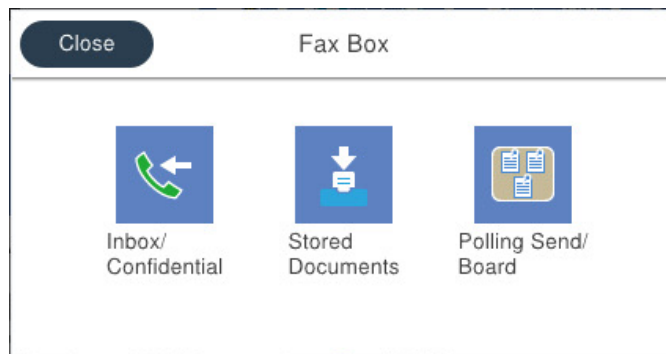 Close
Fax Box
Inbox/
Confidential
Stored
Documents
Polling Send/
Board